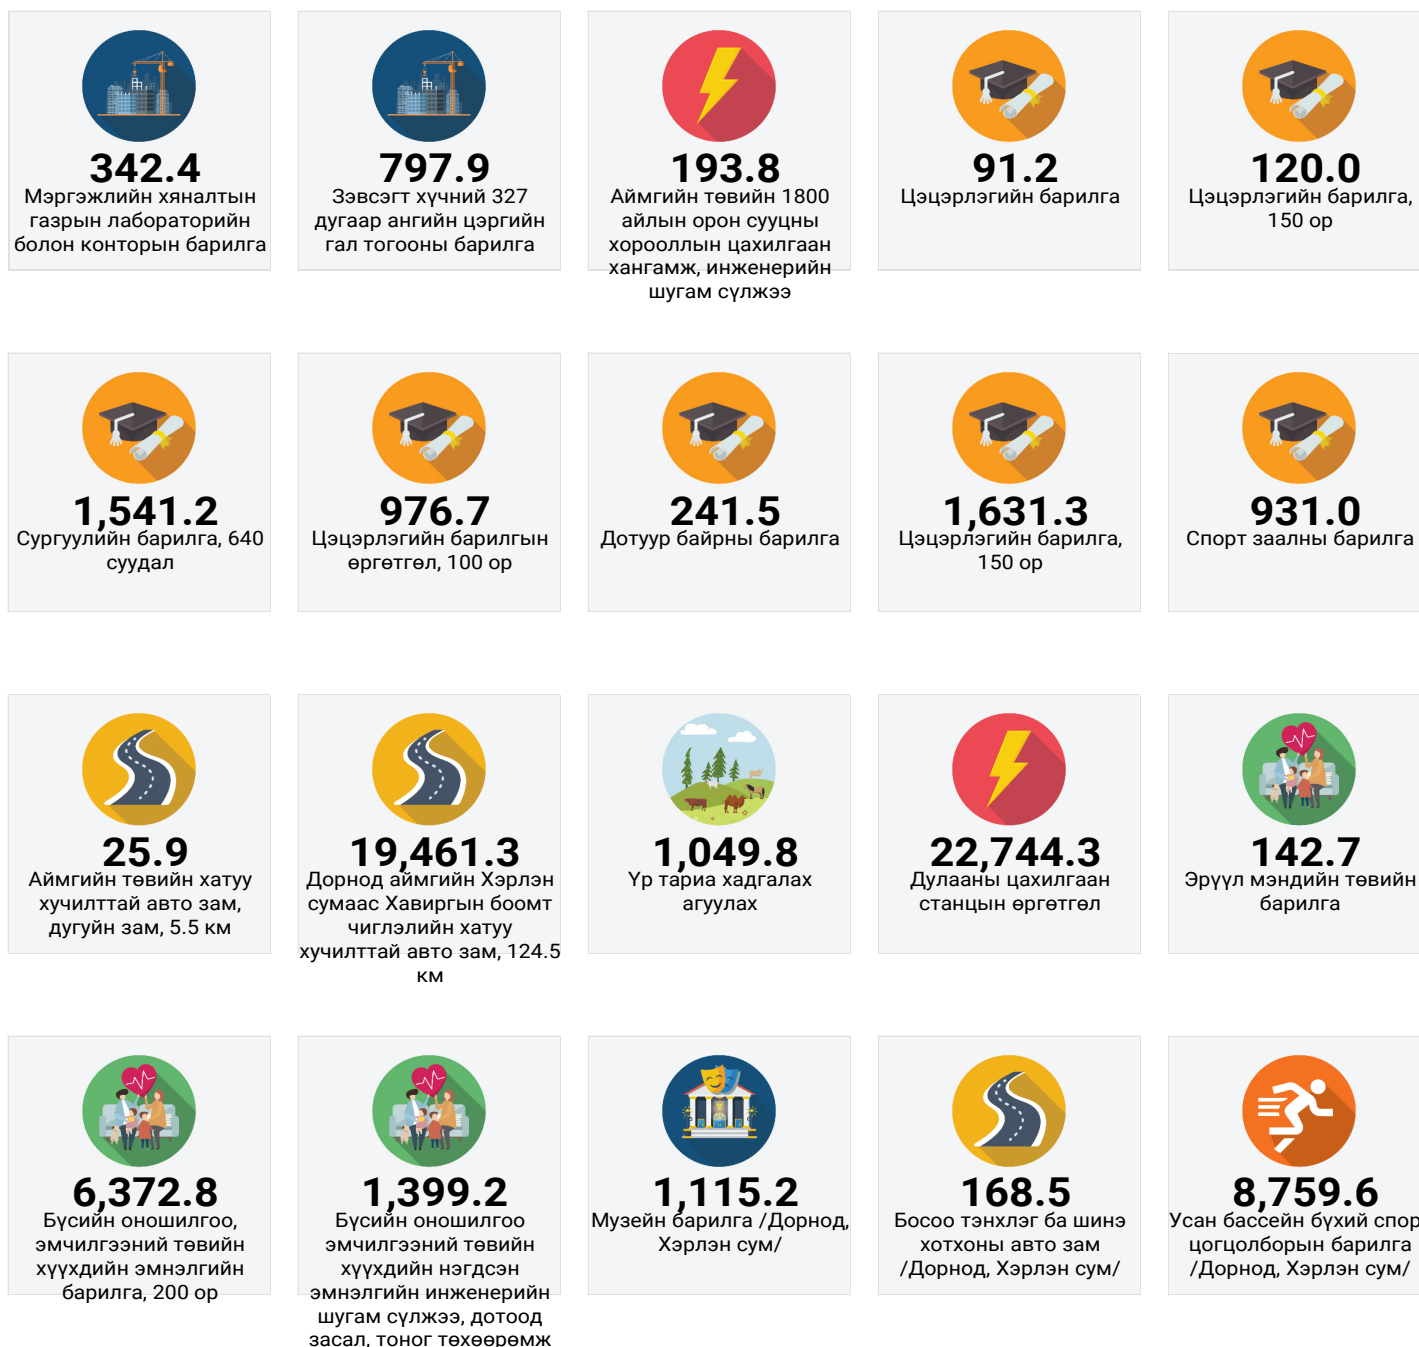 342.4
Мэргэжлийн хяналтын
газрын лабораторийн
болон конторын барилга
797.9
Зэвсэгт хүчний 327
дугаар ангийн цэргийн
гал тогооны барилга
193.8
Аймгийн төвийн 1800
айлын орон сууцны
хорооллын цахилгаан
хангамж, инженерийн
шугам сүлжээ
91.2
Цэцэрлэгийн барилга
120.0
Цэцэрлэгийн барилга,
150 ор
1,541.2
Сургуулийн барилга, 640
суудал
976.7
Цэцэрлэгийн барилгын
өргөтгөл, 100 ор
241.5
Дотуур байрны барилга
1,631.3
Цэцэрлэгийн барилга,
150 ор
931.0
Спорт заалны барилга
25.9
Аймгийн төвийн хатуу
хучилттай авто зам,
дугуйн зам, 5.5 км
19,461.3
Дорнод аймгийн Хэрлэн
сумаас Хавиргын боомт
чиглэлийн хатуу
хучилттай авто зам, 124.5
км
1,049.8
Үр тариа хадгалах
агуулах
22,744.3
Дулааны цахилгаан
станцын өргөтгөл
142.7
Эрүүл мэндийн төвийн
барилга
6,372.8
Бүсийн оношилгоо,
эмчилгээний төвийн
хүүхдийн эмнэлгийн
барилга, 200 ор
1,399.2
Бүсийн оношилгоо
эмчилгээний төвийн
хүүхдийн нэгдсэн
эмнэлгийн инженерийн
шугам сүлжээ, дотоод
засал, тоног төхөөрөмж
1,115.2
Музейн барилга /Дорнод,
Хэрлэн сум/
168.5
Босоо тэнхлэг ба шинэ
хотхоны авто зам
/Дорнод, Хэрлэн сум/
8,759.6
Усан бассейн бүхий спор
цогцолборын барилга
/Дорнод, Хэрлэн сум/